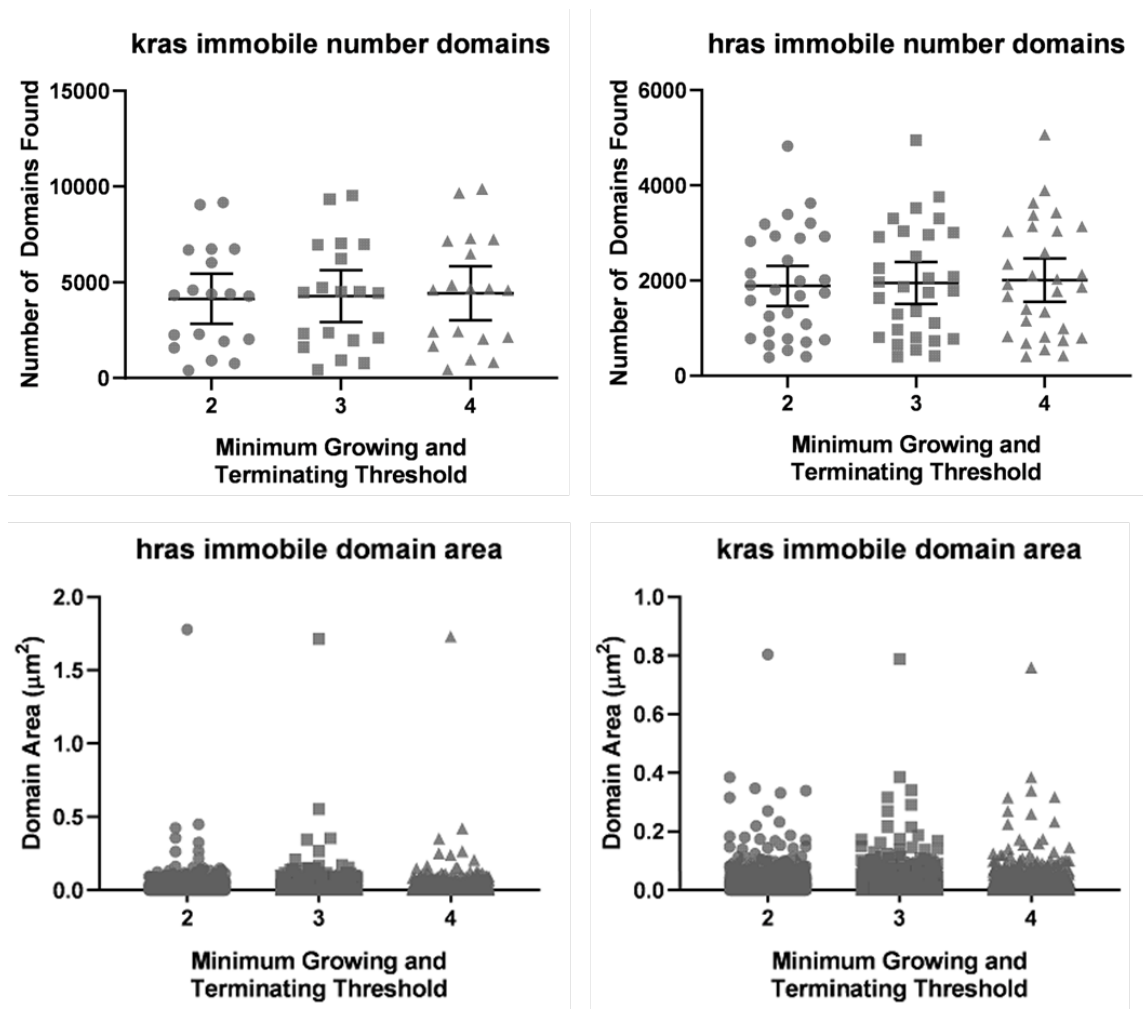 kras immobile number domains
Number of Domains Found
15000
10000
5000
0
2 3 4
Minimum Growing and
Terminating Threshold
hras immobile number domains
Number of Domains Found
6000
4000
2000
0
2 3 4
Minimum Growing and
Terminating Threshold
hras immobile domain area
Domain Area (μm²)
2.0
1.5
1.0
0.5
0.0
2 3 4
Minimum Growing and
Terminating Threshold
kras immobile domain area
Domain Area (μm²)
1.0
0.8
0.6
0.4
0.2
0.0
2 3 4
Minimum Growing and
Terminating Threshold